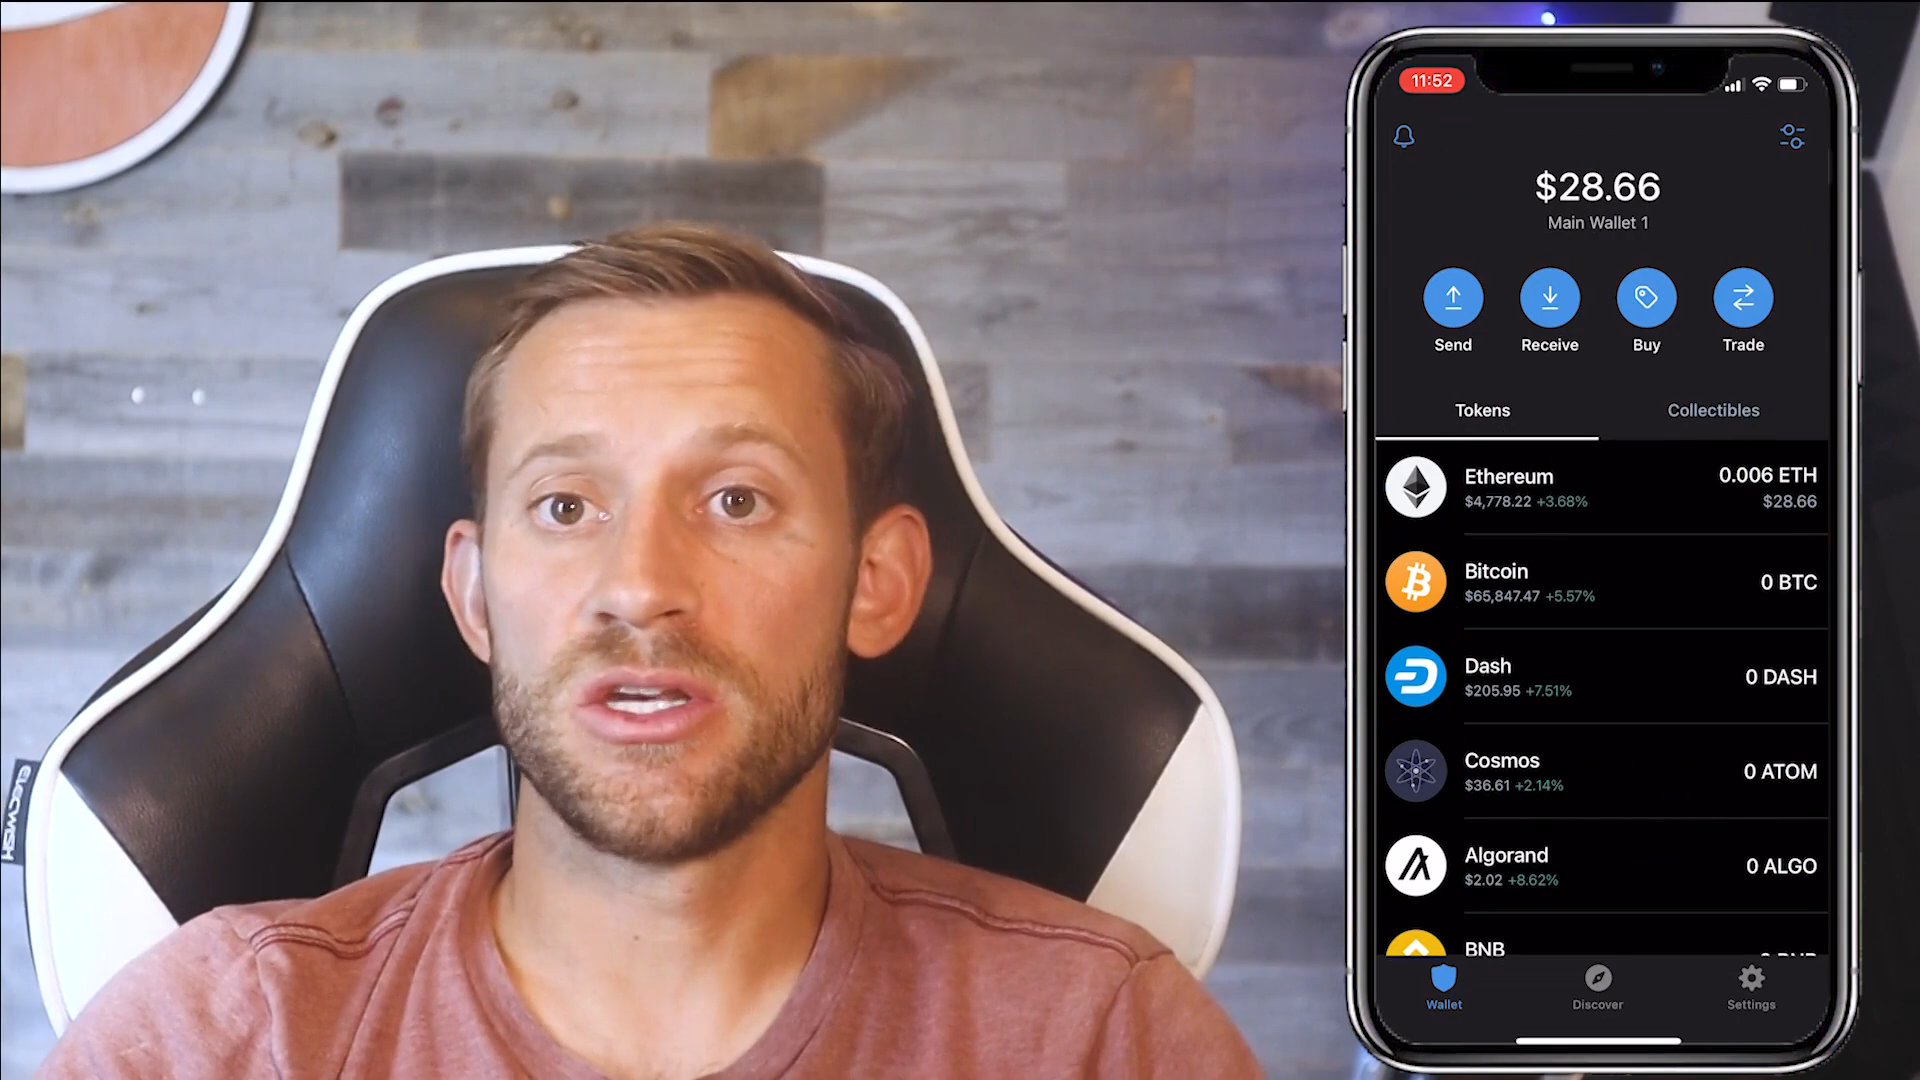 11:52
$28.66
Main Wallet 1
Send Receive Buy Trade
Tokens Collectibles
Ethereum 0.006 ETH
$4,778.22 +3.68% $28.66
Bitcoin 0 BTC
$65,847.47 +5.57%
Dash 0 DASH
$205.95 +7.51%
Cosmos 0 ATOM
$36.61 +2.14%
Algorand 0 ALGO
$2.02 +8.62%
BNB
Wallet Discover Settings
ELECWISH